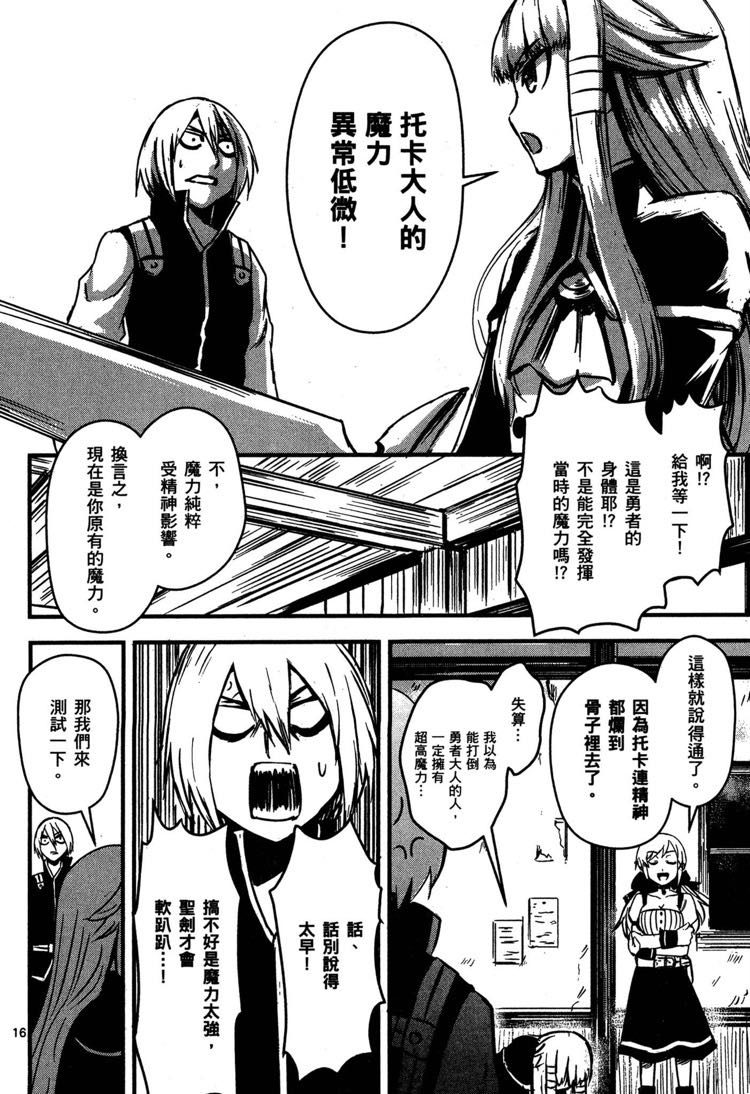 托卡大人的
魔力
異常低微！
啊!?
給我等一下！
這是勇者的
身體耶!?
不是能完全發揮
當時的魔力嗎!?
不，
魔力純粹
受精神影響。
換言之，
現在是你原有的魔力。
這樣就說得通了。
因為托卡連精神
都爛到
骨子裡去了。
失算…
我以為
能打倒
勇者大人的人，
一定擁有
超高魔力…
話、
話別說得
太早！
搞不好是魔力太強，
聖劍才會
軟趴趴…！
那我們來
測試一下。
16